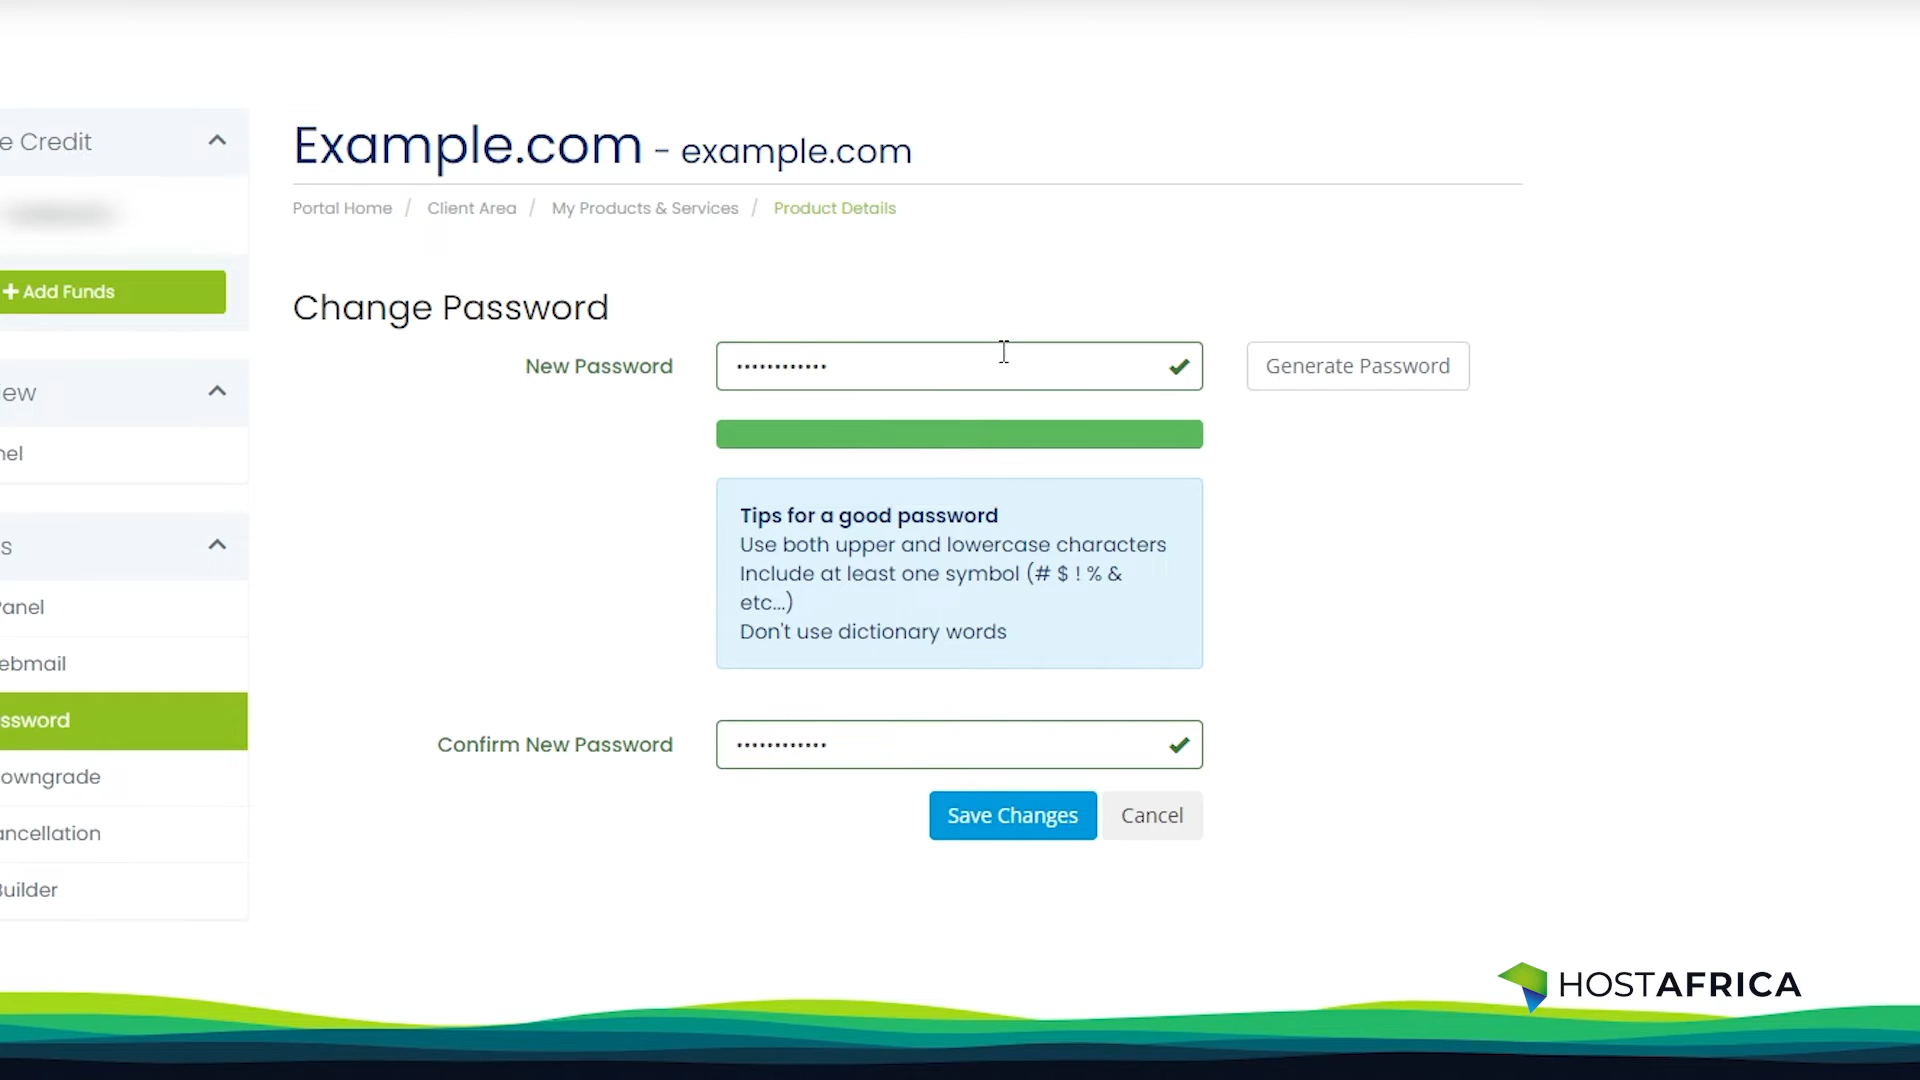 e Credit
Add Funds
ew
nel
s
Panel
ebmail
ssword
owngrade
ancellation
Builder
Example.com - example.com
Portal Home / Client Area / My Products & Services / Product Details
Change Password
New Password
Generate Password
Tips for a good password
Use both upper and lowercase characters
Include at least one symbol (# $ ! % &
etc...)
Don't use dictionary words
Confirm New Password
Save Changes
Cancel
HOSTAFRICA